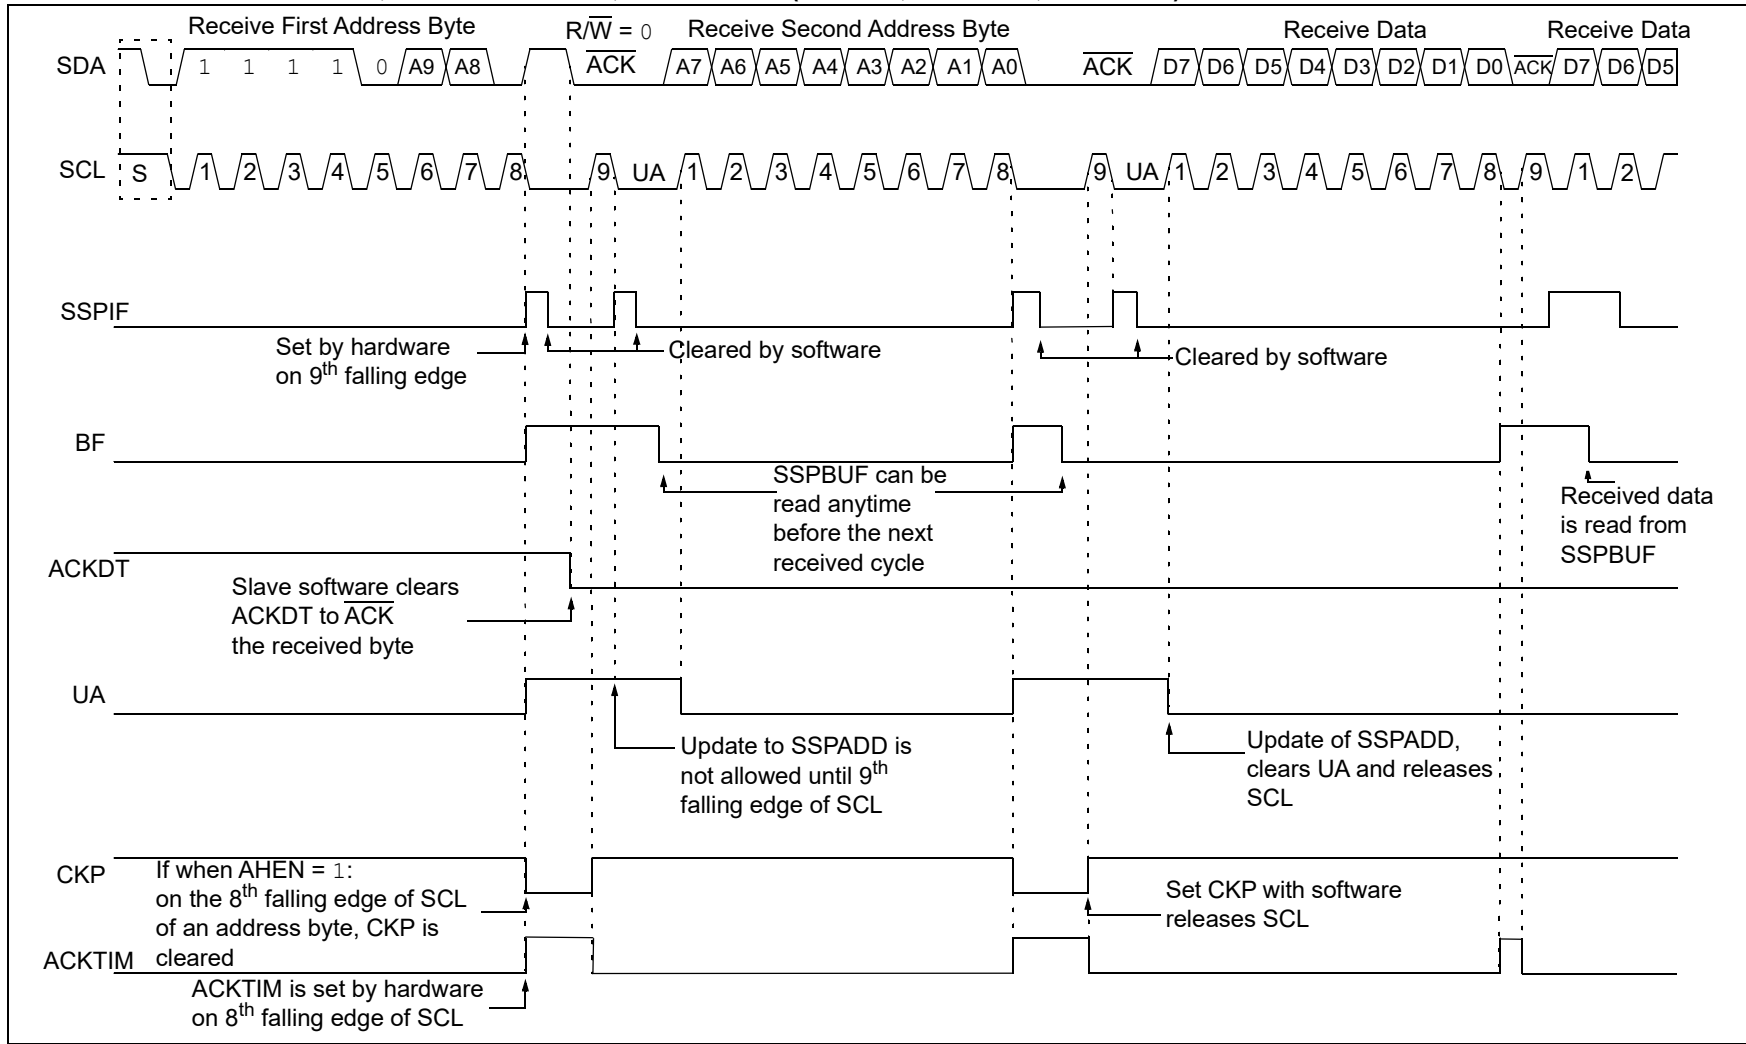 Receive First Address Byte
R/W̅ = 0
Receive Second Address Byte
Receive Data
Receive Data
SDA
1 1 1 1 0 A9 A8
A̅C̅K̅
A7 A6 A5 A4 A3 A2 A1 A0
A̅C̅K̅
D7 D6 D5 D4 D3 D2 D1 D0
A̅C̅K̅
D7 D6 D5
SCL
S 1 2 3 4 5 6 7 8 9 UA 1 2 3 4 5 6 7 8 9 UA 1 2 3 4 5 6 7 8 9 1 2
SSPIF
Set by hardware
on 9th falling edge
Cleared by software
Cleared by software
BF
SSPBUF can be
read anytime
before the next
received cycle
Received data
is read from
SSPBUF
ACKDT
Slave software clears
ACKDT to A̅C̅K̅
the received byte
UA
Update to SSPADD is
not allowed until 9th
falling edge of SCL
Update of SSPADD,
clears UA and releases
SCL
CKP
If when AHEN = 1:
on the 8th falling edge of SCL
of an address byte, CKP is
cleared
Set CKP with software
releases SCL
ACKTIM
ACKTIM is set by hardware
on 8th falling edge of SCL